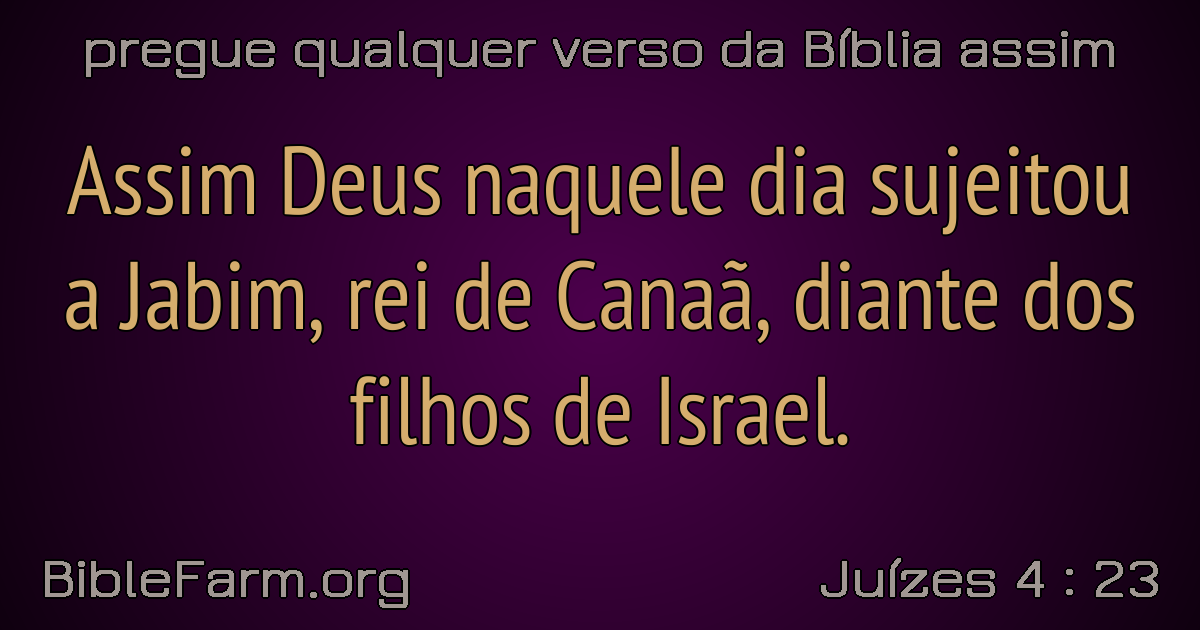 pregue qualquer verso da Bíblia assim
Assim Deus naquele dia sujeitou
a Jabim, rei de Canaã, diante dos
filhos de Israel.
BibleFarm.org
Juízes 4 : 23